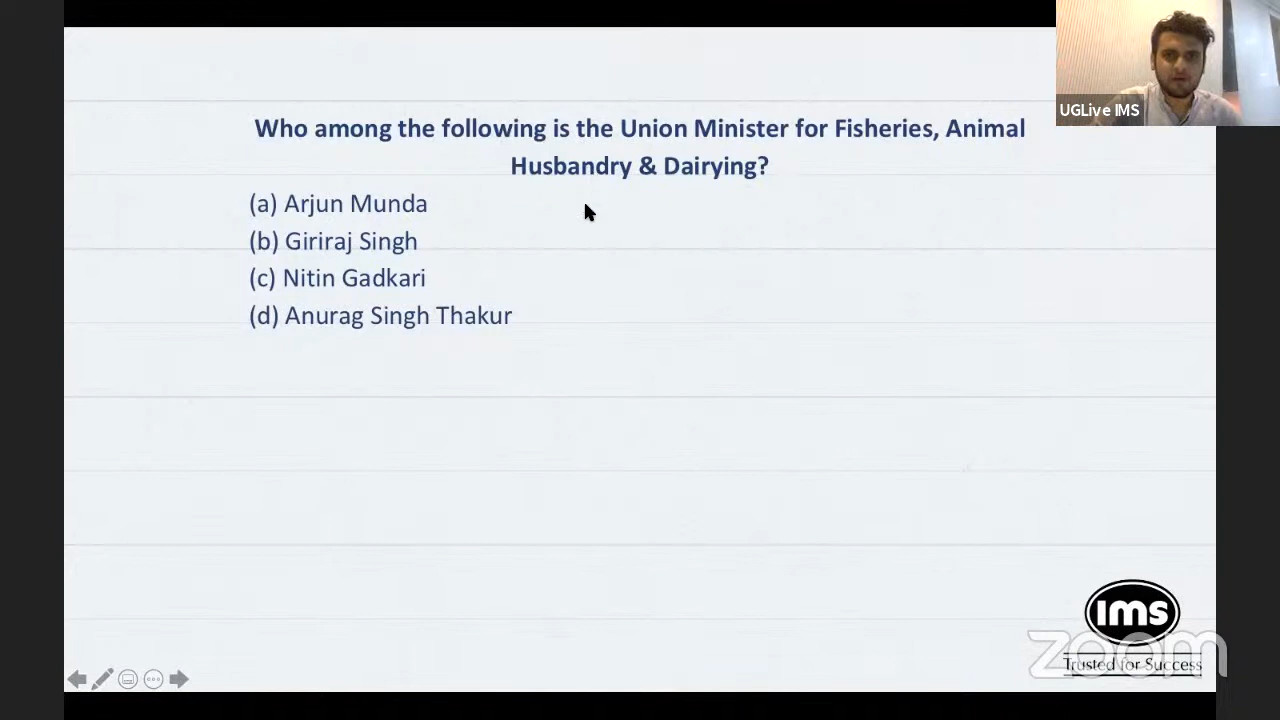 UGLive IMS
Who among the following is the Union Minister for Fisheries, Animal
Husbandry & Dairying?
(a) Arjun Munda
(b) Giriraj Singh
(c) Nitin Gadkari
(d) Anurag Singh Thakur
ims
zoom
Trusted for Success